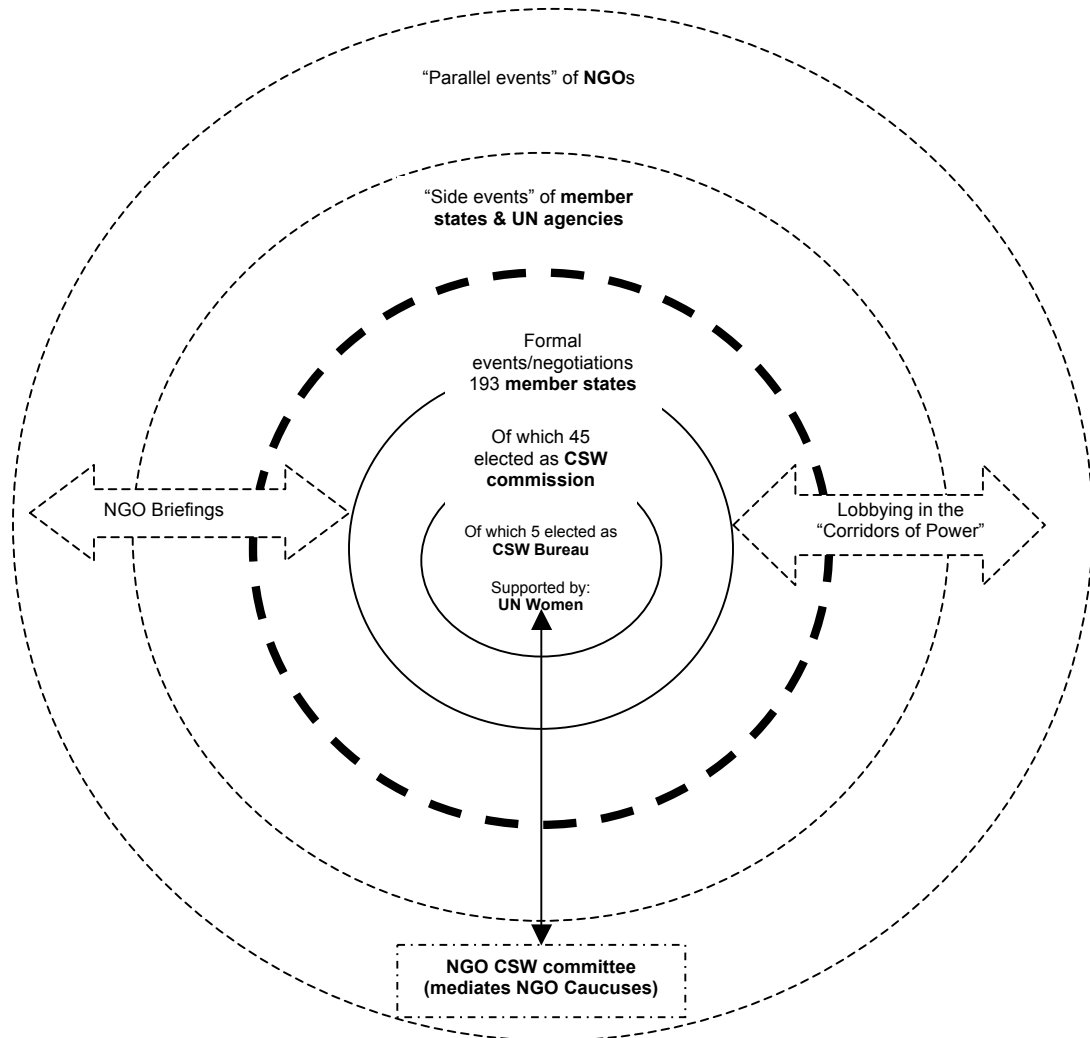 “Parallel events” of NGOs
“Side events” of member
states & UN agencies
Formal
events/negotiations
193 member states
Of which 45
elected as CSW
commission
NGO Briefings
Lobbying in the
“Corridors of Power”
Of which 5 elected as
CSW Bureau
Supported by:
UN Women
NGO CSW committee
(mediates NGO Caucuses)